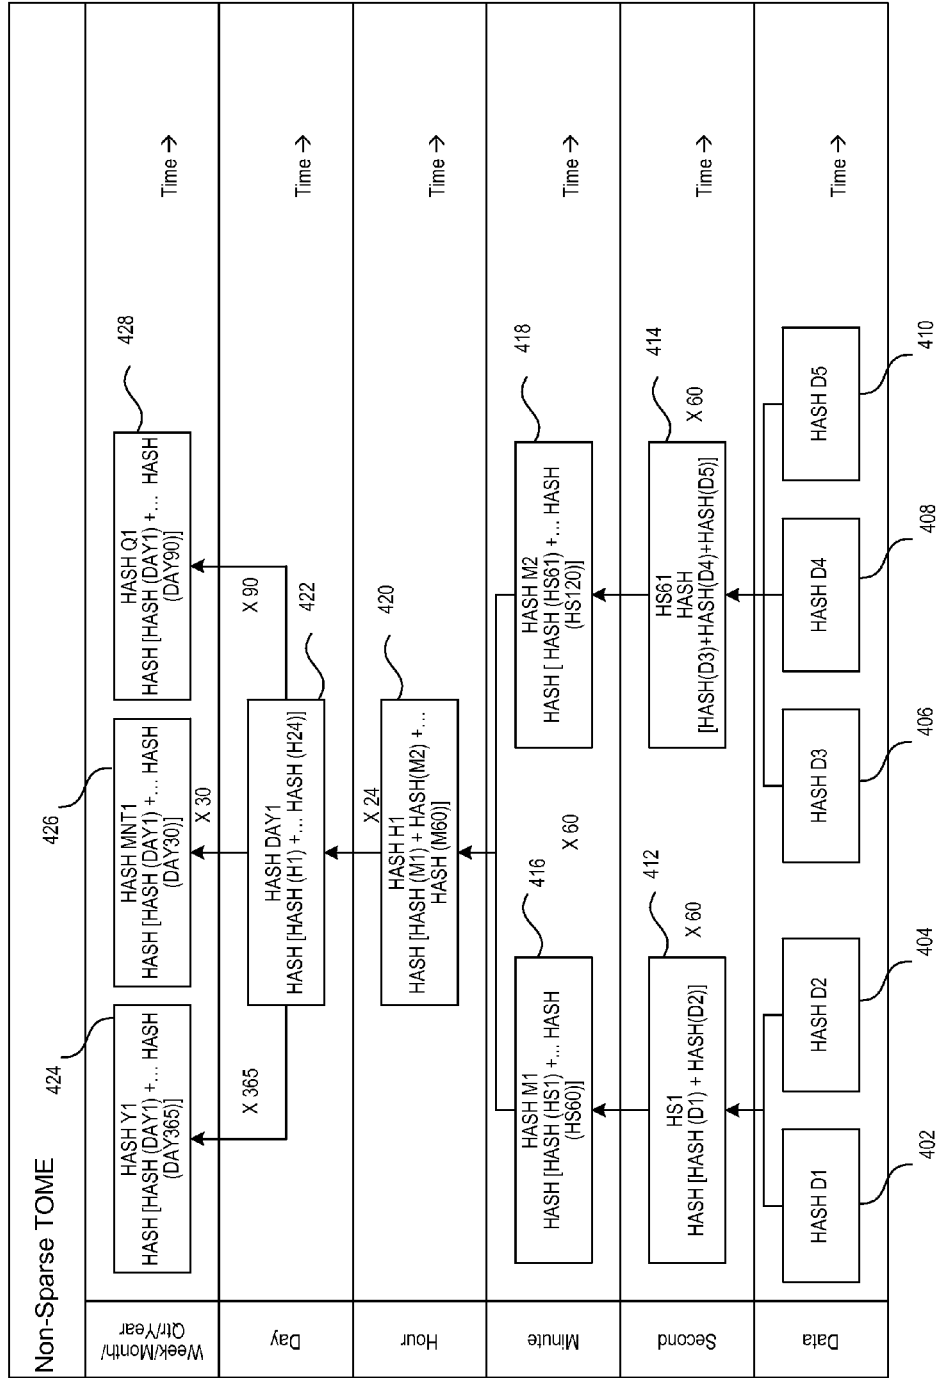 Non-Sparse TOME
Week/Month/
Qtr/Year
424
HASH Y1
HASH [HASH (DAY1) +... HASH
(DAY365)]
426
HASH MNT1
HASH [HASH (DAY1) +... HASH
(DAY30)]
428
HASH Q1
HASH [HASH (DAY1) +... HASH
(DAY90)]
Time →
X 365
X 30
X 90
Day
HASH DAY1
HASH [HASH (H1) +... HASH (H24)]
422
Time →
X 24
Hour
HASH H1
HASH [HASH (M1) + HASH(M2) +...
HASH (M60)]
420
Time →
Minute
HASH M1
HASH [HASH (HS1) +... HASH
(HS60)]
416
X 60
HASH M2
HASH [ HASH (HS61) +... HASH
(HS120)]
418
Time →
Second
HS1
HASH [HASH (D1) + HASH(D2)]
412
X 60
HS61
HASH
[HASH(D3)+HASH(D4)+HASH(D5)]
414
X 60
Time →
Data
HASH D1
HASH D2
HASH D3
HASH D4
HASH D5
Time →
402
404
406
408
410